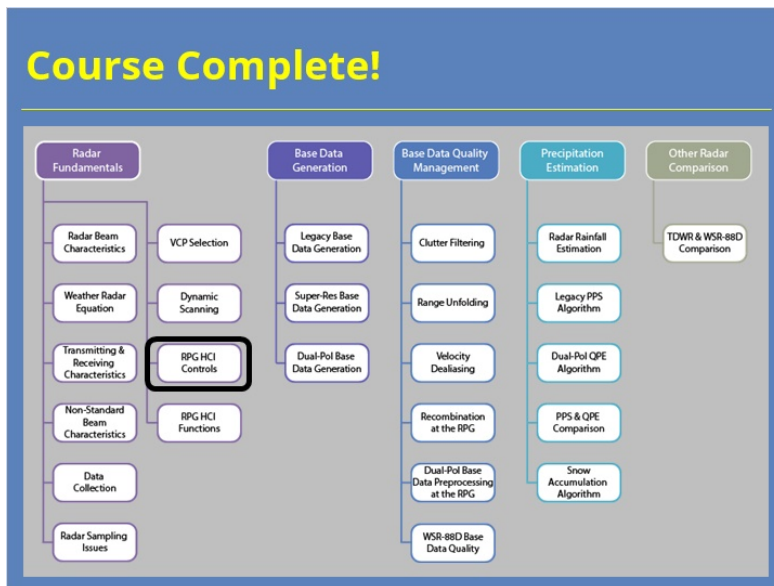 Course Complete!
Radar
Fundamentals
Radar Beam
Characteristics
Weather Radar
Equation
Transmitting &
Receiving
Characteristics
Non-Standard
Beam
Characteristics
Data
Collection
Radar Sampling
Issues
VCP Selection
Dynamic
Scanning
RPG HCI
Controls
RPG HCI
Functions
Base Data
Generation
Legacy Base
Data Generation
Super-Res Base
Data Generation
Dual-Pol Base
Data Generation
Base Data Quality
Management
Clutter Filtering
Range Unfolding
Velocity
Dealiasing
Recombination
at the RPG
Dual-Pol Base
Data Preprocessing
at the RPG
WSR-88D Base
Data Quality
Precipitation
Estimation
Radar Rainfall
Estimation
Legacy PPS
Algorithm
Dual-Pol QPE
Algorithm
PPS & QPE
Comparison
Snow
Accumulation
Algorithm
Other Radar
Comparison
TDWR & WSR-88D
Comparison